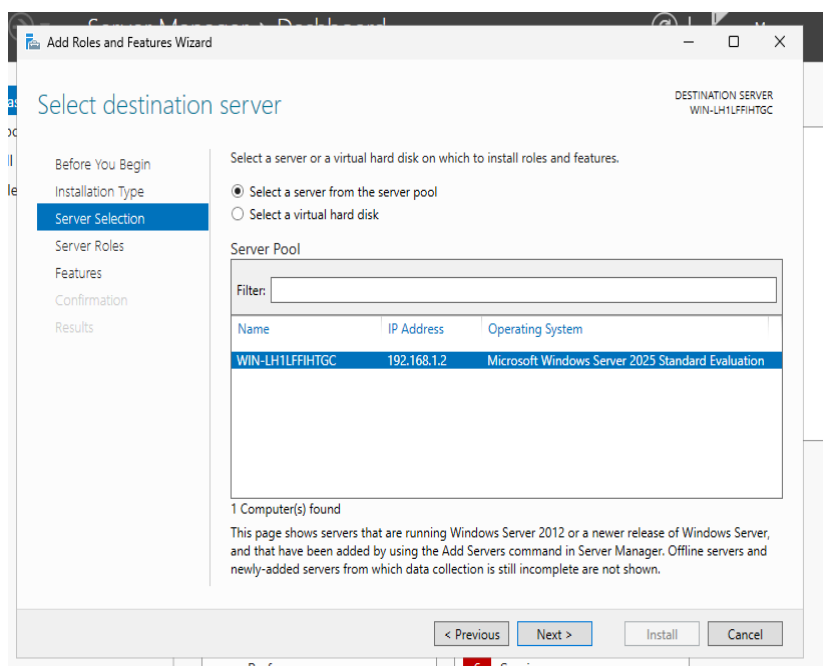 Server Manager › Dashboard
Add Roles and Features Wizard
Select destination server
DESTINATION SERVER
WIN-LH1LFFIHTGC
Before You Begin
Installation Type
Server Selection
Server Roles
Features
Confirmation
Results
Select a server or a virtual hard disk on which to install roles and features.
Select a server from the server pool
Select a virtual hard disk
Server Pool
Filter:
Name IP Address Operating System
WIN-LH1LFFIHTGC 192.168.1.2 Microsoft Windows Server 2025 Standard Evaluation
1 Computer(s) found
This page shows servers that are running Windows Server 2012 or a newer release of Windows Server,
and that have been added by using the Add Servers command in Server Manager. Offline servers and
newly-added servers from which data collection is still incomplete are not shown.
< Previous Next > Install Cancel